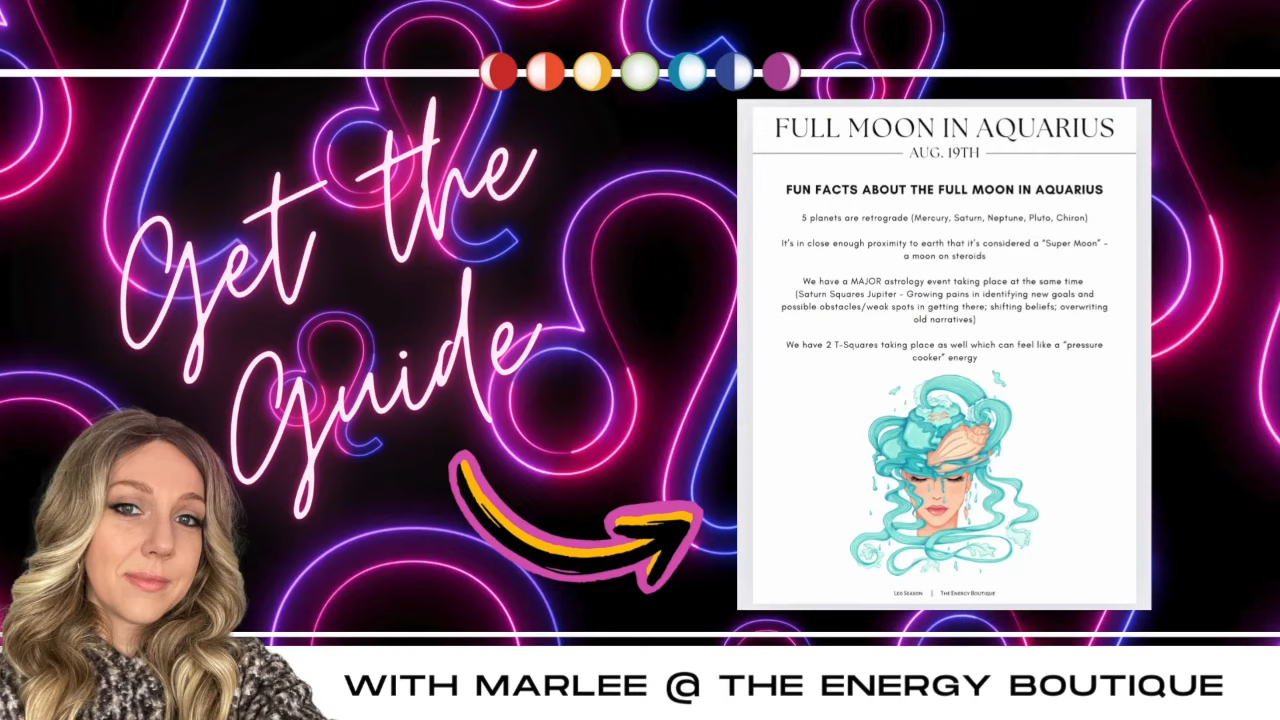 Get the
Guide
FULL MOON IN AQUARIUS
AUG. 19TH
FUN FACTS ABOUT THE FULL MOON IN AQUARIUS
5 planets are retrograde (Mercury, Saturn, Neptune, Pluto, Chiron)
It's in close enough proximity to earth that it's considered a "Super Moon" -
a moon on steroids
We have a MAJOR astrology event taking place at the same time
(Saturn Squares Jupiter - Growing pains in identifying new goals and
possible obstacles/weak spots in getting there; shifting beliefs; overwriting
old narratives)
We have 2 T-Squares taking place as well which can feel like a "pressure
cooker" energy
LEO SEASON | THE ENERGY BOUTIQUE
WITH MARLEE @ THE ENERGY BOUTIQUE